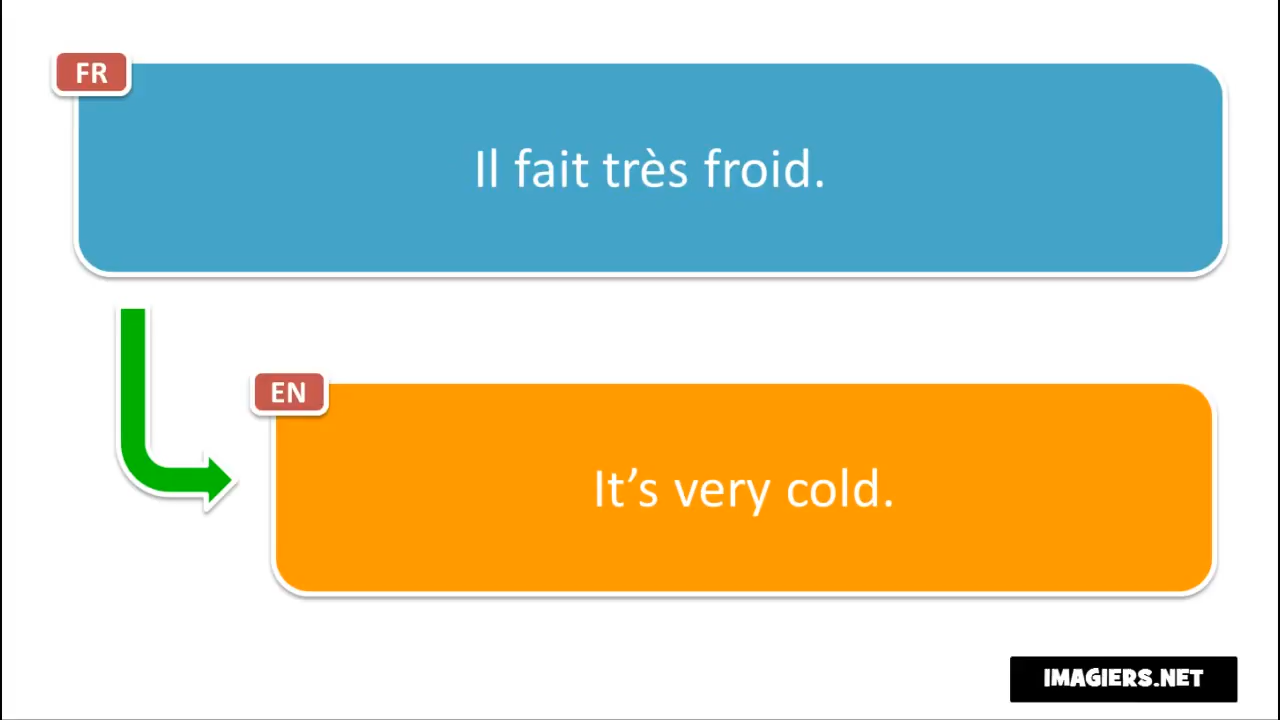 FR
Il fait très froid.
EN
It’s very cold.
IMAGIERS.NET